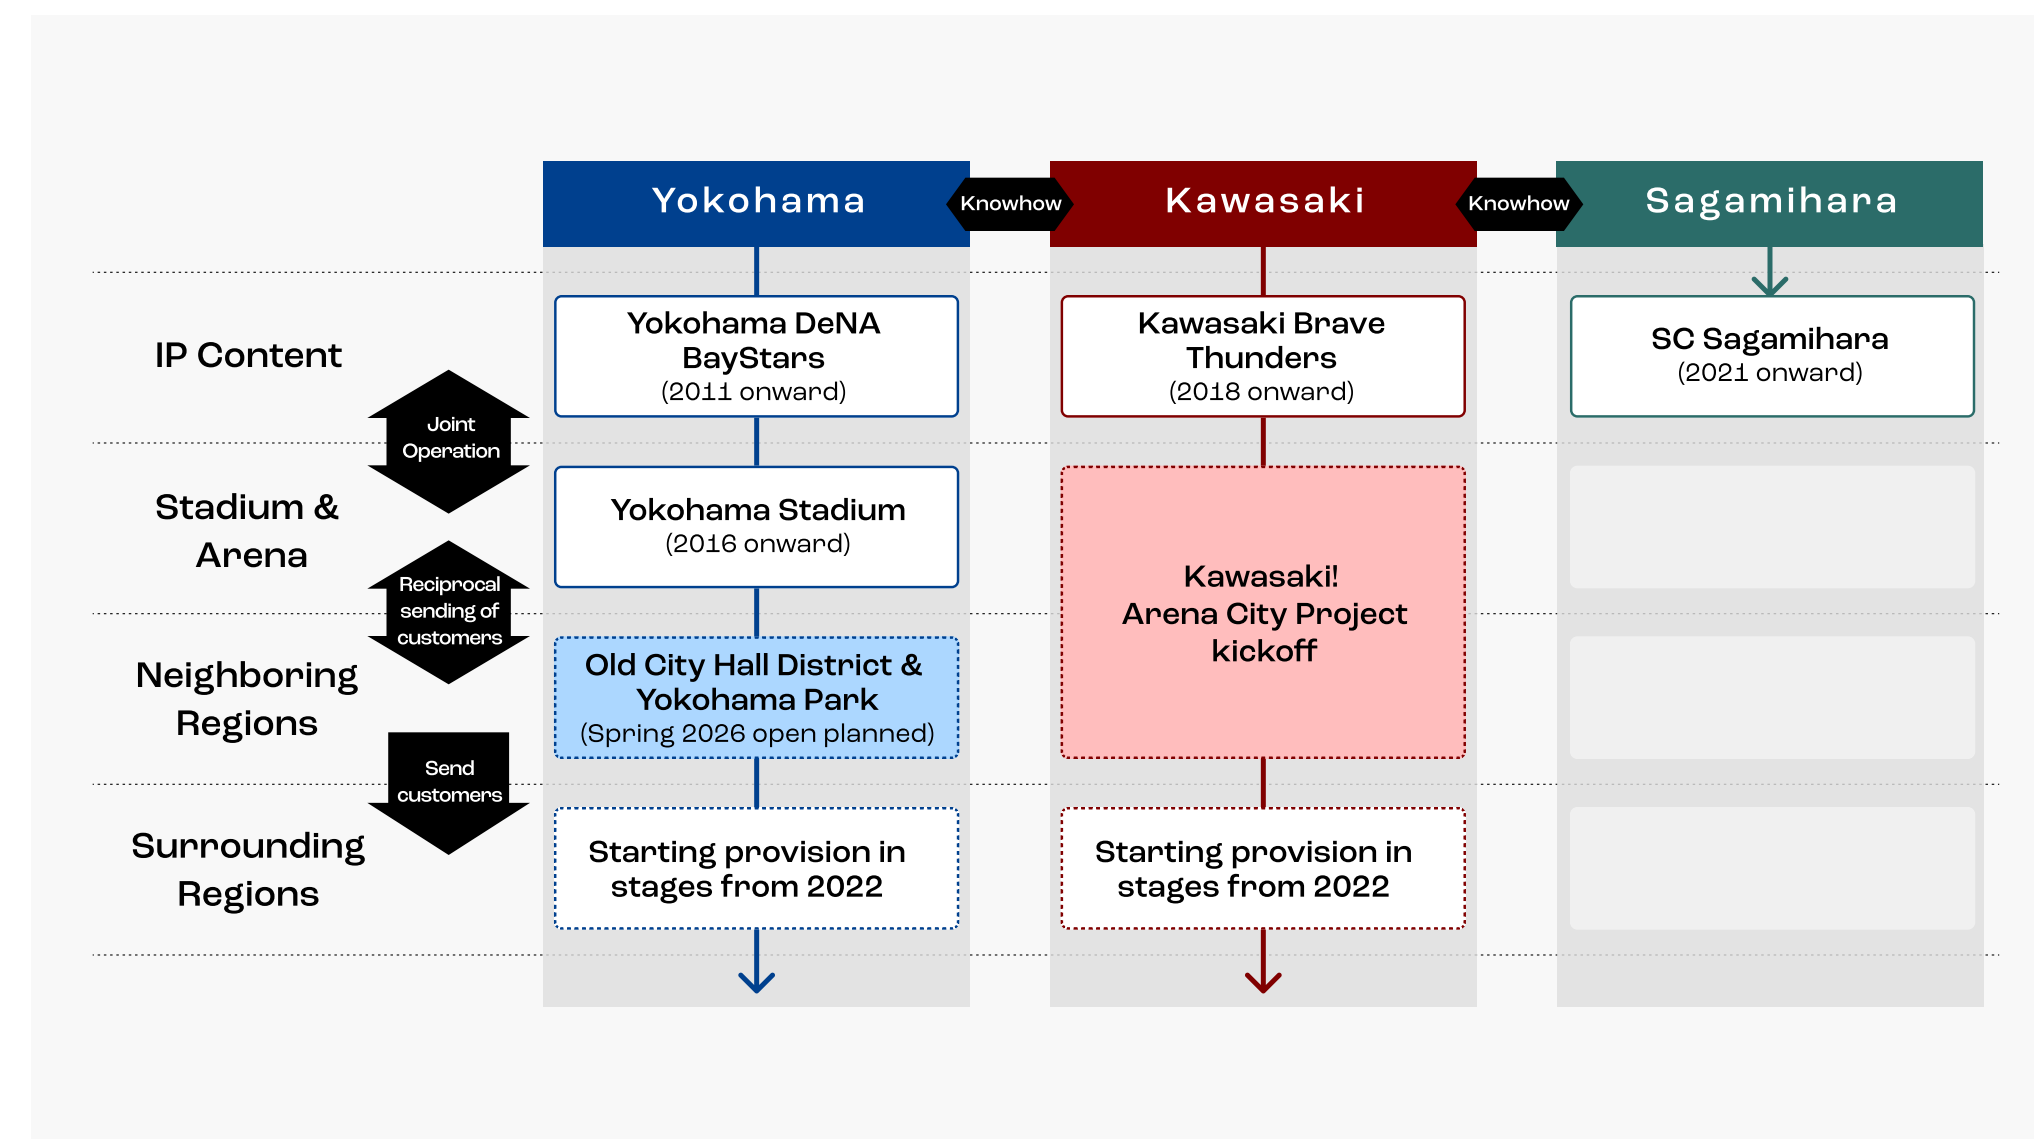 Yokohama
Knowhow
Kawasaki
Knowhow
Sagamihara
IP Content
Yokohama DeNA
BayStars
(2011 onward)
Kawasaki Brave
Thunders
(2018 onward)
SC Sagamihara
(2021 onward)
Joint
Operation
Stadium &
Arena
Yokohama Stadium
(2016 onward)
Kawasaki!
Arena City Project
kickoff
Reciprocal
sending of
customers
Neighboring
Regions
Old City Hall District &
Yokohama Park
(Spring 2026 open planned)
Send
customers
Surrounding
Regions
Starting provision in
stages from 2022
Starting provision in
stages from 2022